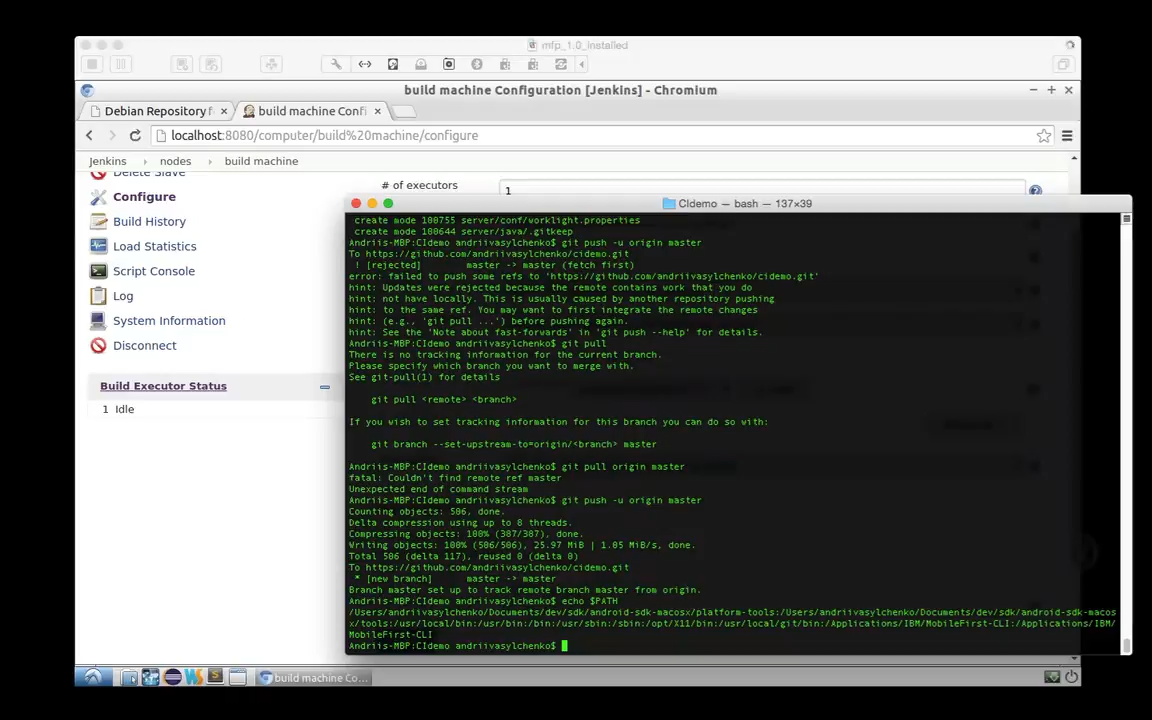 mfp_1.0_installed
build machine Configuration [Jenkins] - Chromium
Debian Repository f
build machine Confi
localhost:8080/computer/build%20machine/configure
Jenkins nodes build machine
Delete Slave
# of executors
1
Configure
Build History
Load Statistics
Script Console
Log
System Information
Disconnect
Build Executor Status
1 Idle
CIdemo — bash — 137×39
create mode 100755 server/conf/worklight.properties
create mode 100644 server/java/.gitkeep
Andriis-MBP:CIdemo andriivasylchenko$ git push -u origin master
To https://github.com/andriivasylchenko/cidemo.git
! [rejected] master -> master (fetch first)
error: failed to push some refs to 'https://github.com/andriivasylchenko/cidemo.git'
hint: Updates were rejected because the remote contains work that you do
hint: not have locally. This is usually caused by another repository pushing
hint: to the same ref. You may want to first integrate the remote changes
hint: (e.g., 'git pull ...') before pushing again.
hint: See the 'Note about fast-forwards' in 'git push --help' for details.
Andriis-MBP:CIdemo andriivasylchenko$ git pull
There is no tracking information for the current branch.
Please specify which branch you want to merge with.
See git-pull(1) for details
git pull <remote> <branch>
If you wish to set tracking information for this branch you can do so with:
git branch --set-upstream-to=origin/<branch> master
Andriis-MBP:CIdemo andriivasylchenko$ git pull origin master
fatal: Couldn't find remote ref master
Unexpected end of command stream
Andriis-MBP:CIdemo andriivasylchenko$ git push -u origin master
Counting objects: 506, done.
Delta compression using up to 8 threads.
Compressing objects: 100% (307/307), done.
Writing objects: 100% (506/506), 25.97 MiB | 1.05 MiB/s, done.
Total 506 (delta 117), reused 0 (delta 0)
To https://github.com/andriivasylchenko/cidemo.git
* [new branch] master -> master
Branch master set up to track remote branch master from origin.
Andriis-MBP:CIdemo andriivasylchenko$ echo $PATH
/Users/andriivasylchenko/Documents/dev/sdk/android-sdk-macosx/platform-tools:/Users/andriivasylchenko/Documents/dev/sdk/android-sdk-macos
x/tools:/usr/local/bin:/usr/bin:/bin:/usr/sbin:/sbin:/opt/X11/bin:/usr/local/git/bin:/Applications/IBM/MobileFirst-CLI:/Applications/IBM/
MobileFirst-CLI
Andriis-MBP:CIdemo andriivasylchenko$
build machine Co...